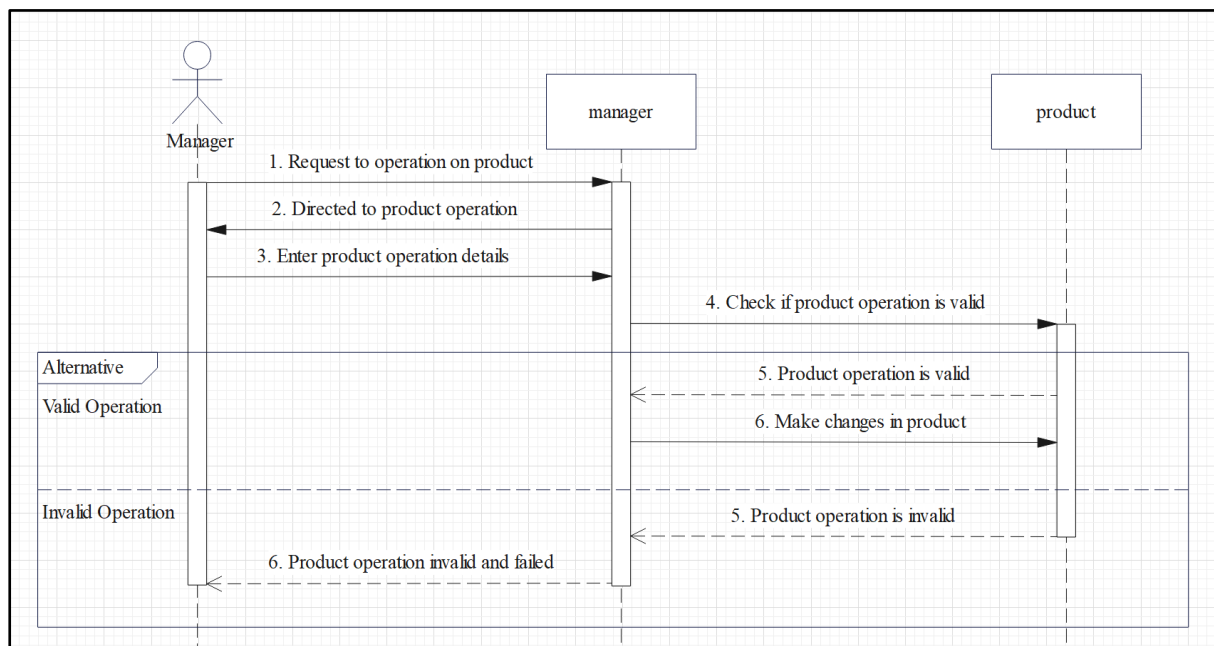 manager
product
Manager
1. Request to operation on product
2. Directed to product operation
3. Enter product operation details
4. Check if product operation is valid
Alternative
5. Product operation is valid
Valid Operation
6. Make changes in product
Invalid Operation
5. Product operation is invalid
6. Product operation invalid and failed